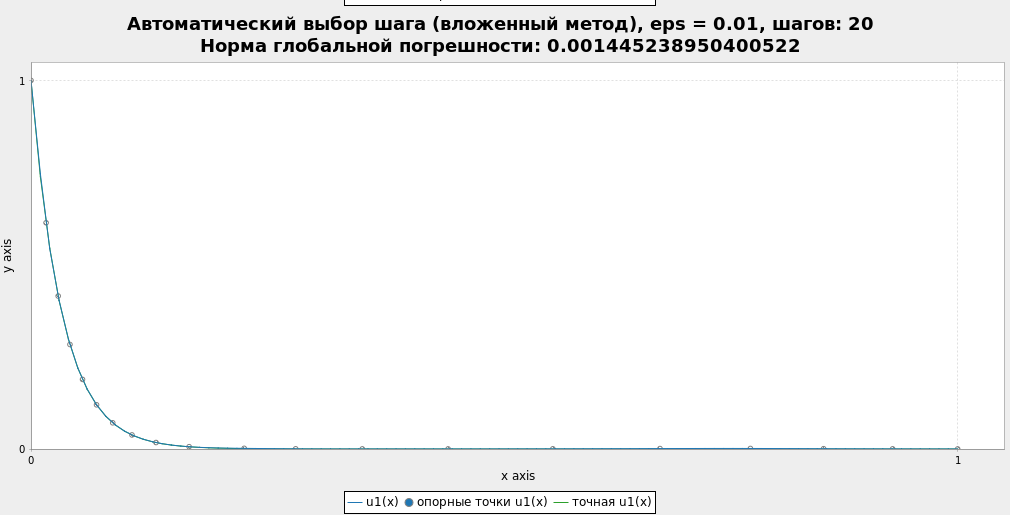 Автоматический выбор шага (вложенный метод), eps = 0.01, шагов: 20
Норма глобальной погрешности: 0.001445238950400522
1
y axis
0
0
1
x axis
u1(x) опорные точки u1(x) точная u1(x)